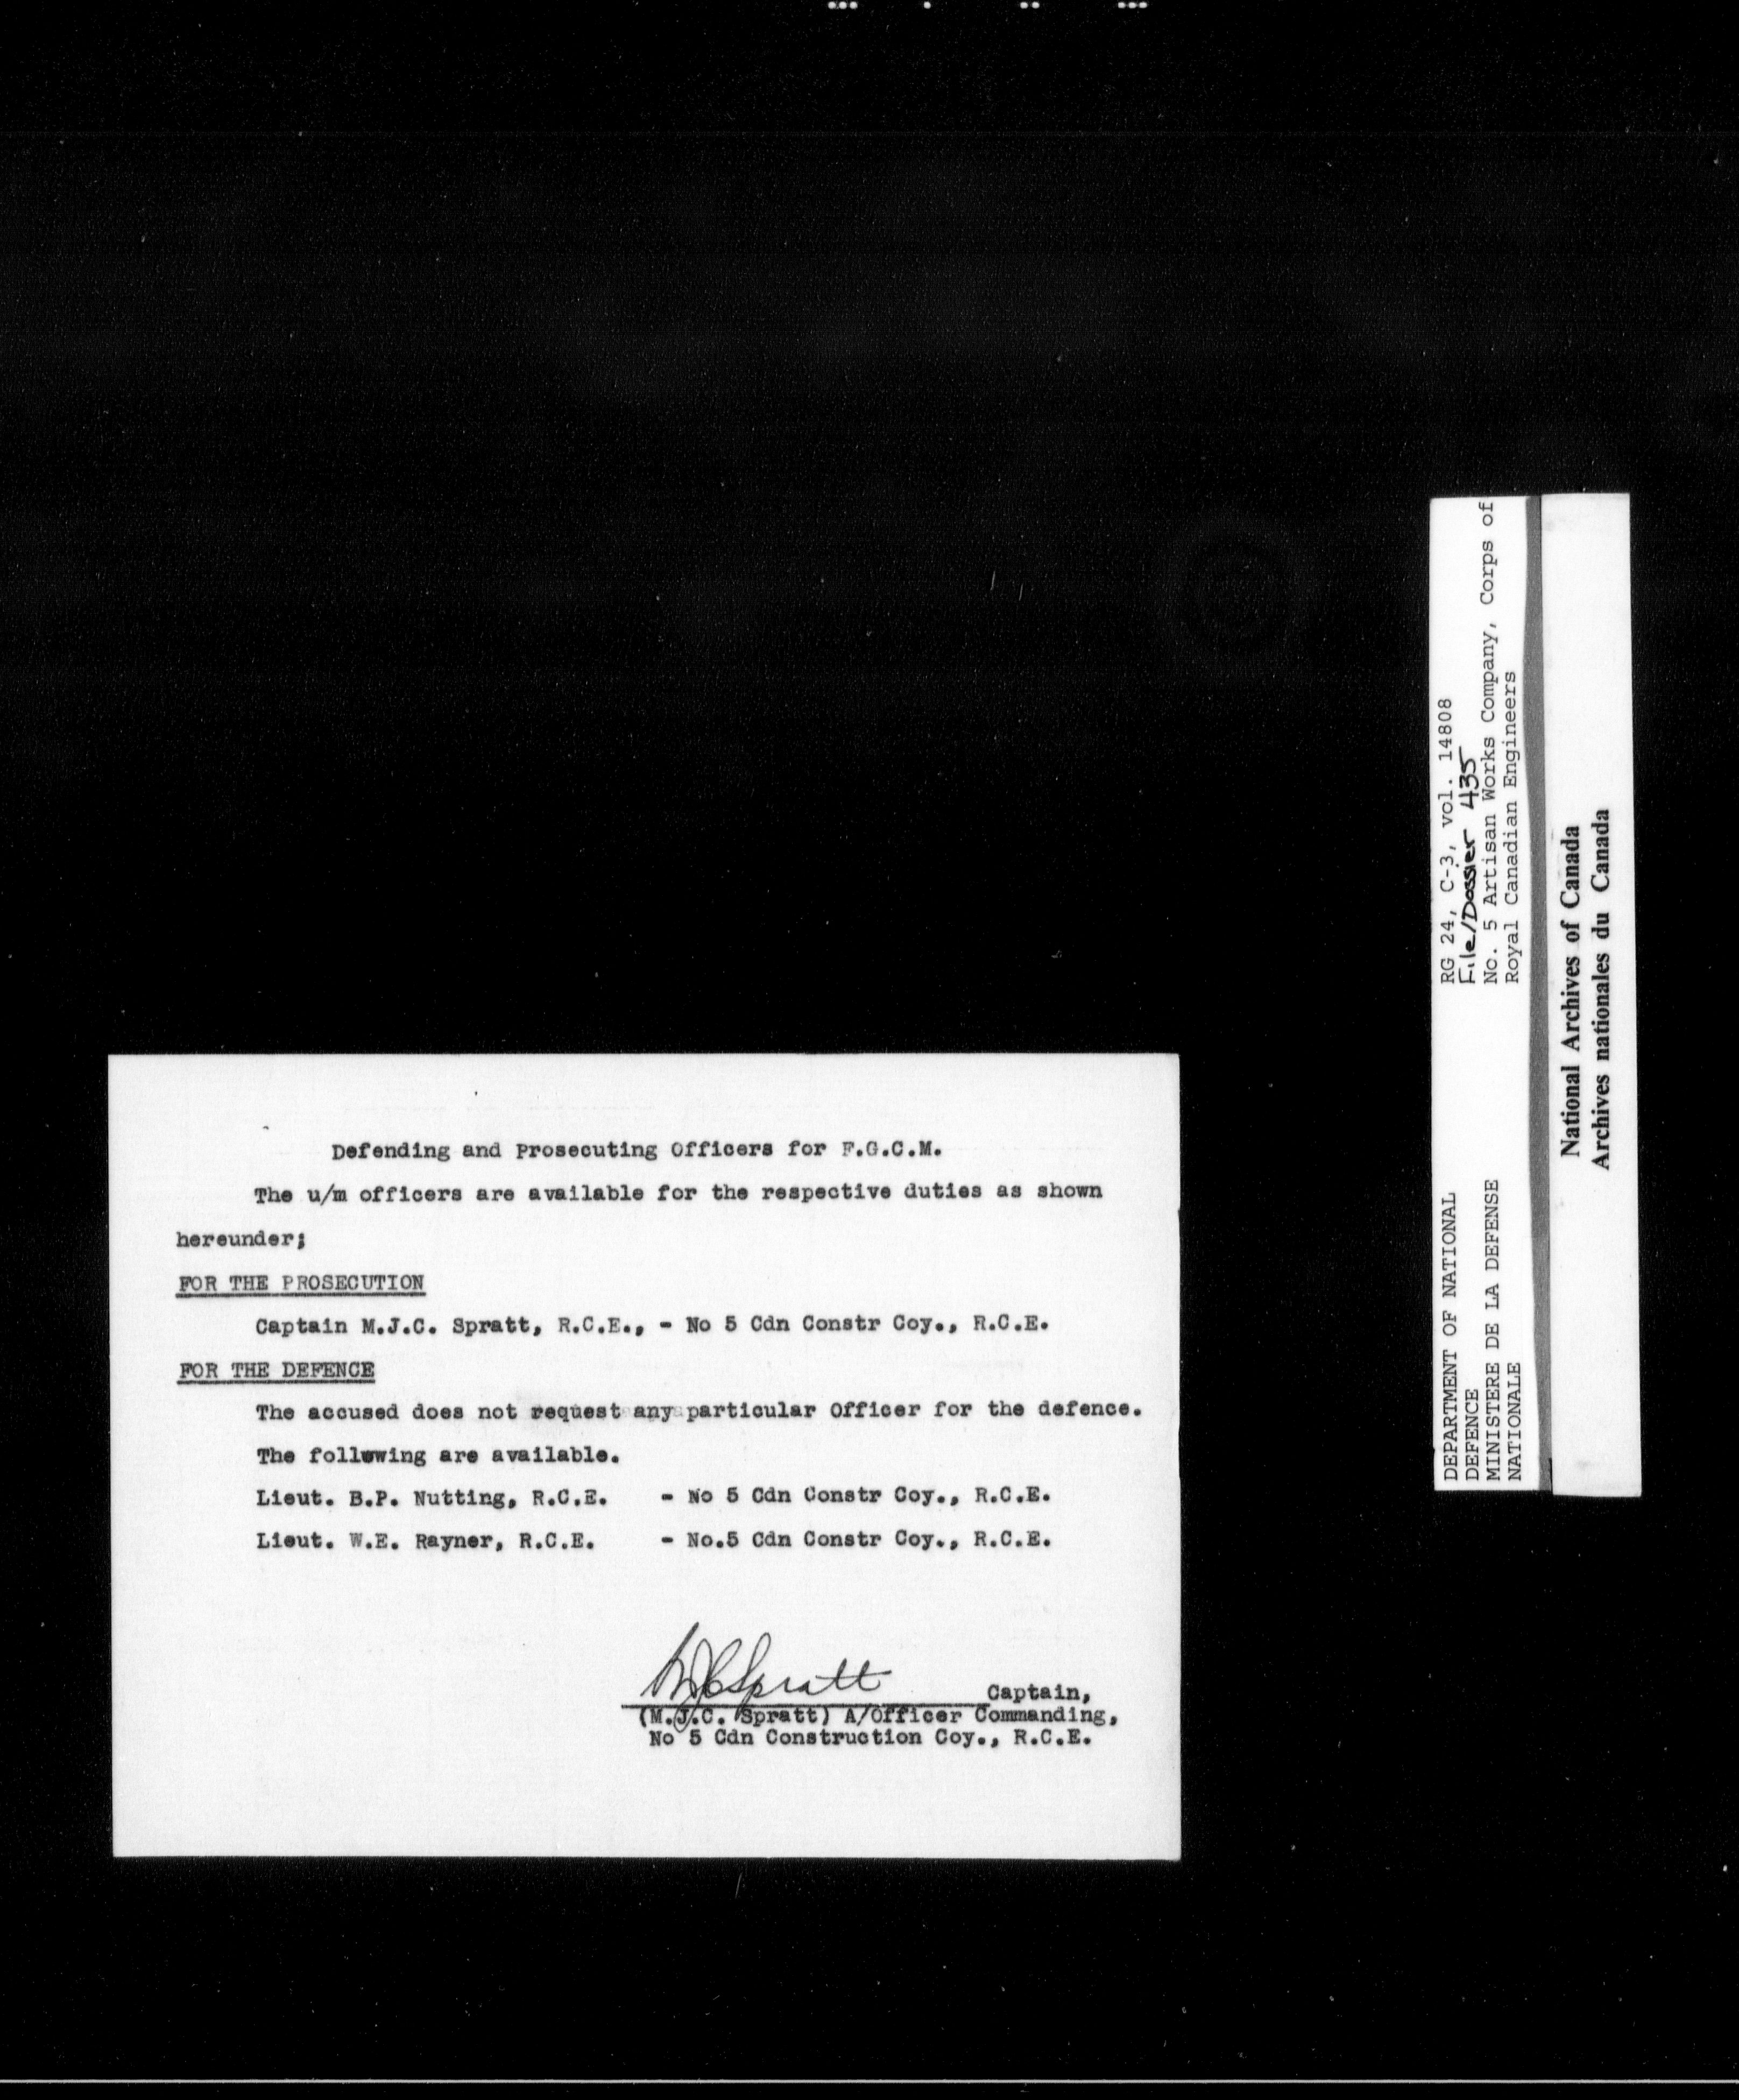 Defending and Prosecuting Officers for F.G.C.M.
The u/m officers are available for the respective duties as shown
hereunder;
FOR THE PROSECUTION
Captain M.J.C. Spratt, R.C.E., - No 5 Cdn Constr Coy., R.C.E.
FOR THE DEFENCE
The accused does not request any particular Officer for the defence.
The following are available.
Lieut. B.P. Nutting, R.C.E. - No 5 Cdn Constr Coy., R.C.E.
Lieut. W.E. Rayner, R.C.E. - No.5 Cdn Constr Coy., R.C.E.
MJCSpratt Captain,
(M.J.C. Spratt) A/Officer Commanding,
No 5 Cdn Construction Coy., R.C.E.
DEPARTMENT OF NATIONAL
DEFENCE
MINISTERE DE LA DEFENSE
NATIONALE
RG 24, C-3, vol. 14808
File/Dossier 435
No. 5 Artisan Works Company, Corps of
Royal Canadian Engineers
National Archives of Canada
Archives nationales du Canada